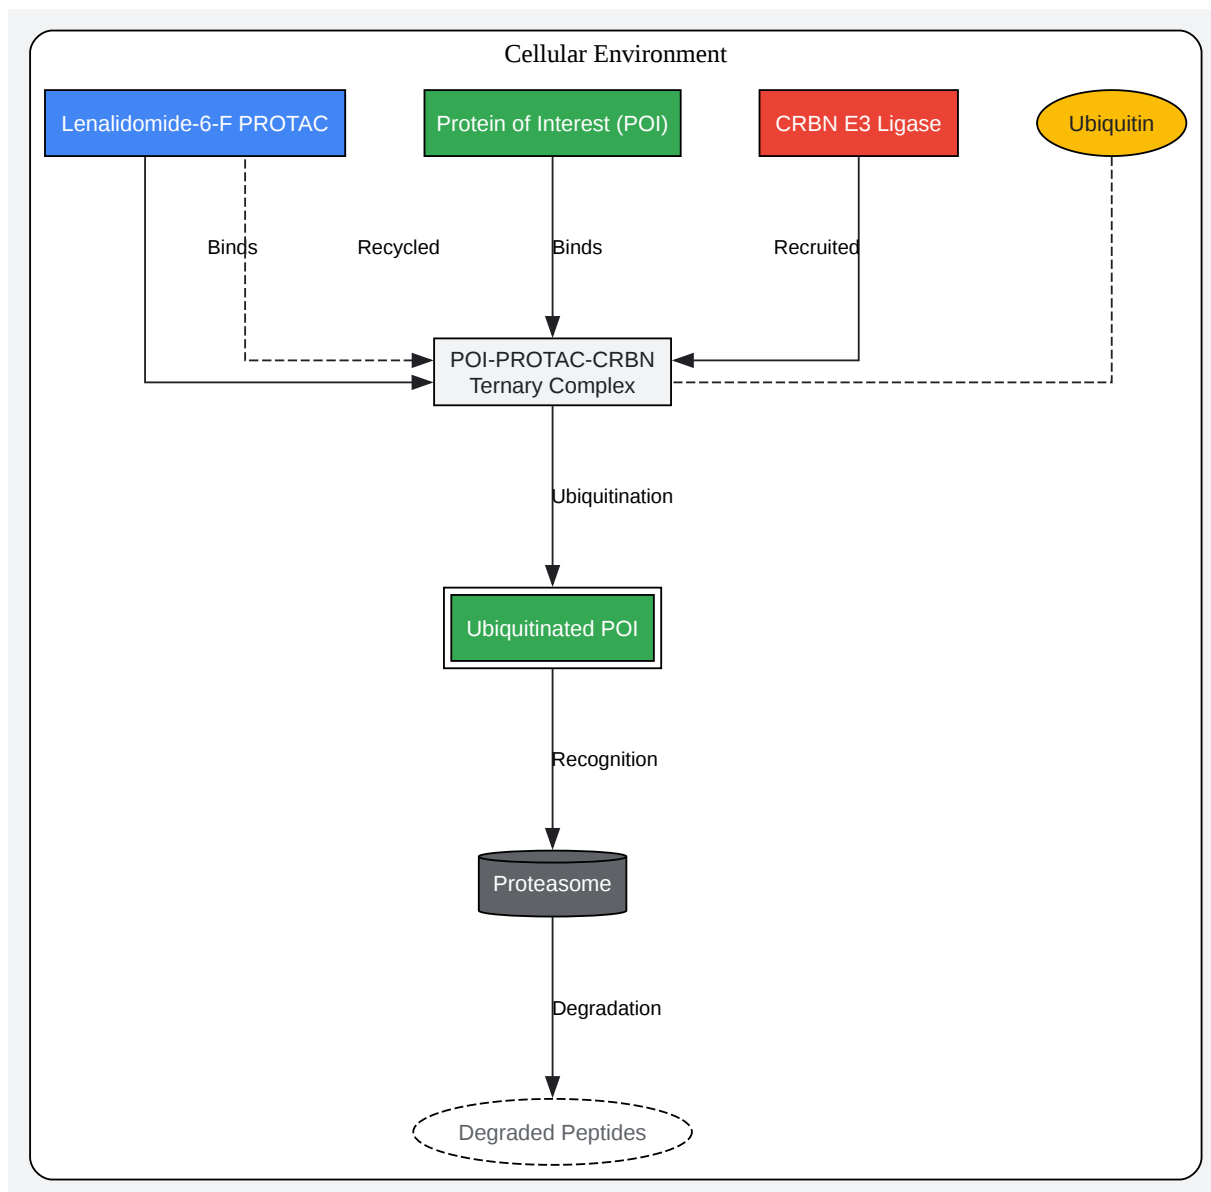 Cellular Environment
Lenalidomide-6-F PROTAC
Protein of Interest (POI)
CRBN E3 Ligase
Ubiquitin
Binds
Recycled
Binds
Recruited
POI-PROTAC-CRBN
Ternary Complex
Ubiquitination
Ubiquitinated POI
Recognition
Proteasome
Degradation
Degraded Peptides